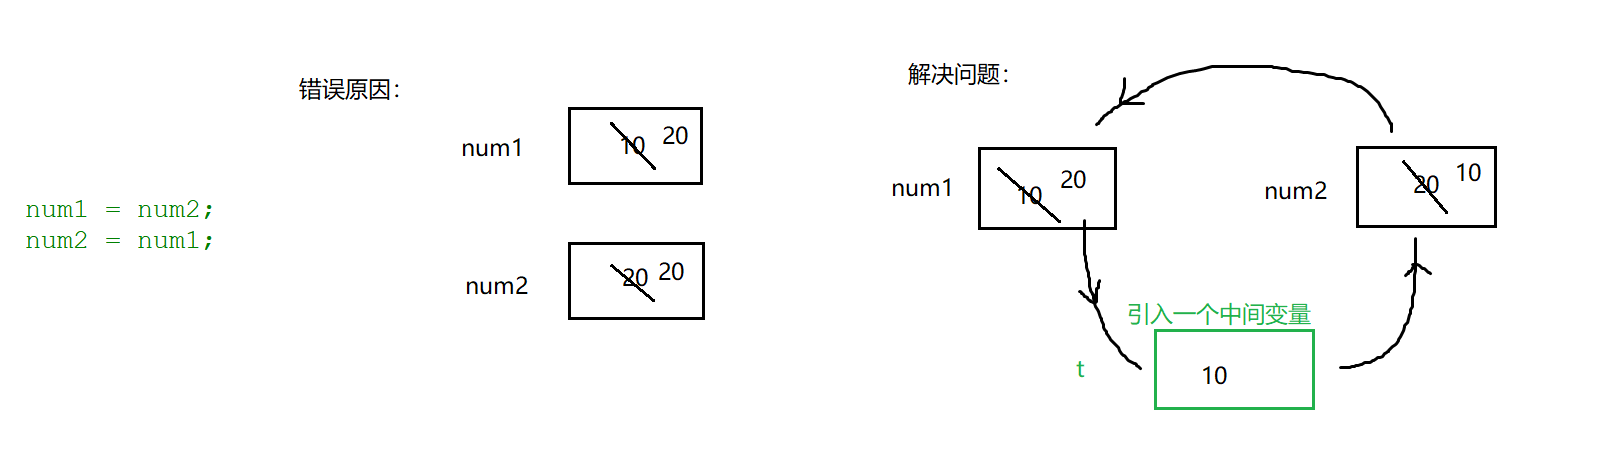 num1 = num2;
num2 = num1;
错误原因：
num1
10 20
num2
20 20
解决问题：
num1
10 20
num2
20 10
引入一个中间变量
t
10